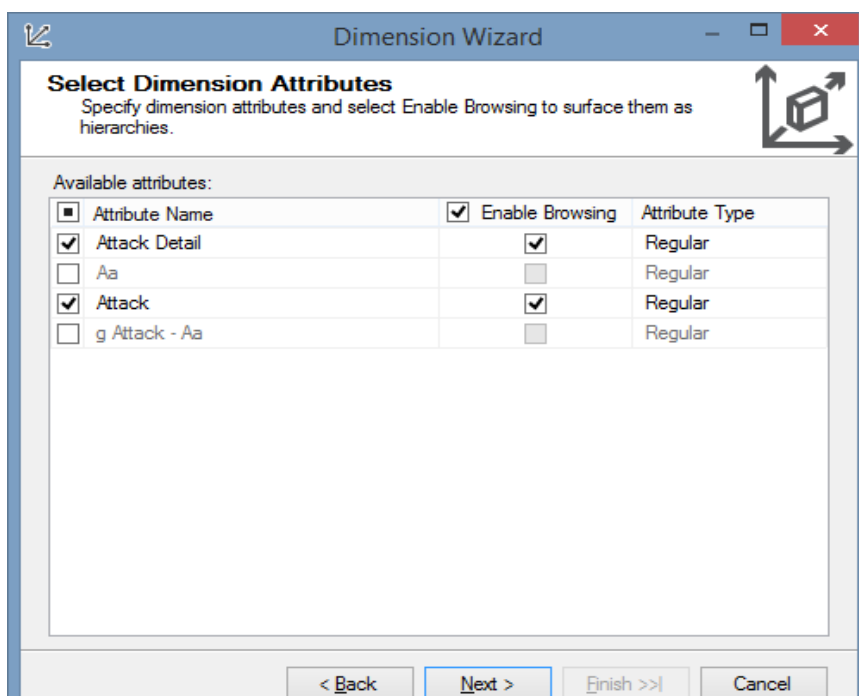 Dimension Wizard
Select Dimension Attributes
Specify dimension attributes and select Enable Browsing to surface them as
hierarchies.
Available attributes:
Attribute Name Enable Browsing Attribute Type
Attack Detail Regular
Aa Regular
Attack Regular
g Attack - Aa Regular
< Back Next > Finish >>| Cancel